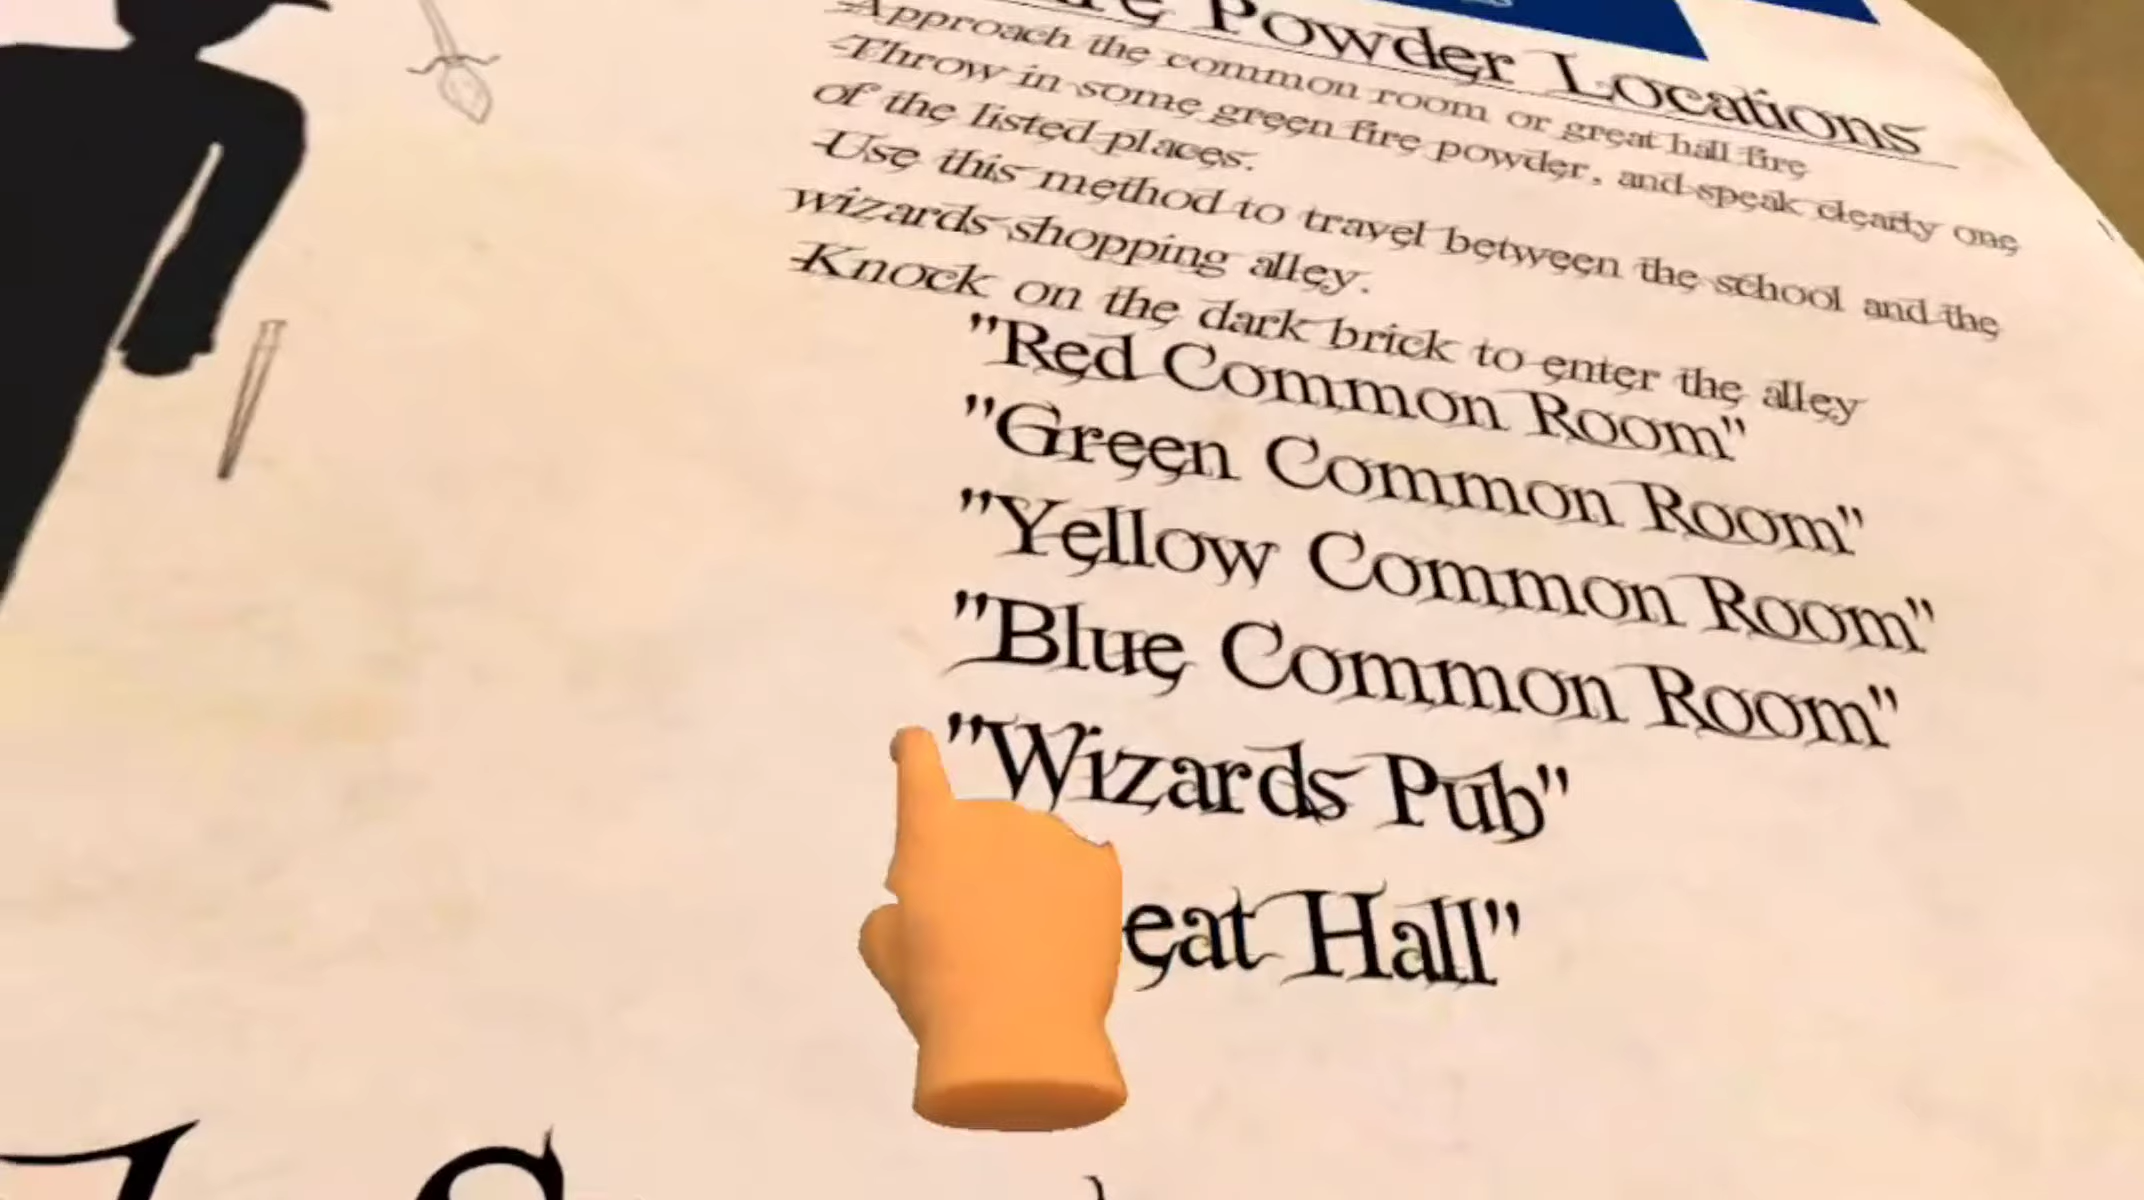 Powder Locations
-Approach the common room or great hall fire
-Throw in some green fire powder, and speak clearly one
of the listed places.
-Use this method to travel between the school and the
wizards shopping alley.
-Knock on the dark brick to enter the alley
"Red Common Room"
"Green Common Room"
"Yellow Common Room"
"Blue Common Room"
"Wizards Pub"
eat Hall"